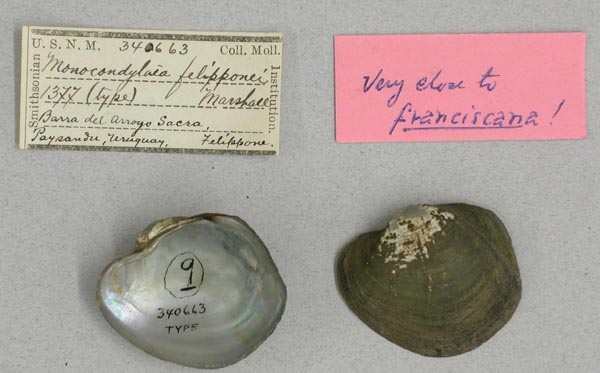 U. S. N. M. 340663 Coll. Moll.
Smithsonian
Institution.
Monocondylaea felipponei
1377 (type) Marshall
Barra del Arroyo Sacra,
Paysandu, Uruguay, Felippone.
Very close to
franciscana!
9
340663
TYPE